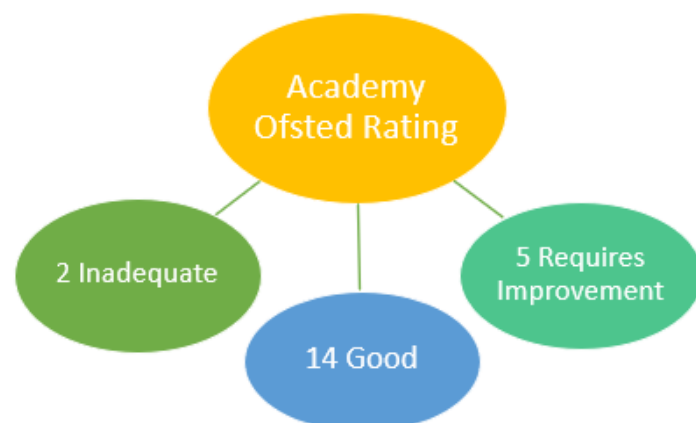 Academy
Ofsted Rating
2 Inadequate
5 Requires
Improvement
14 Good